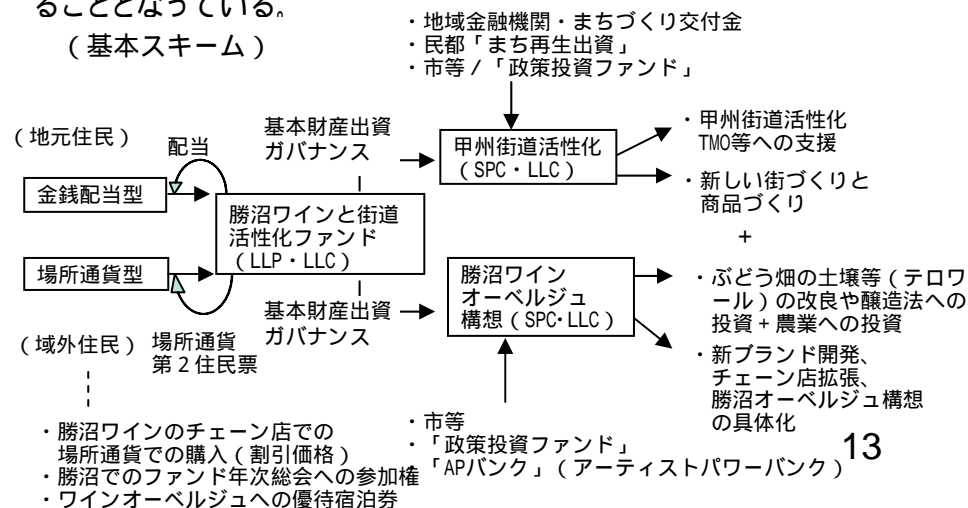 ることとなっている。
（基本スキーム）
・地域金融機関・まちづくり交付金
・民都「まち再生出資」
・市等／「政策投資ファンド」
（地元住民）
配当
金銭配当型
場所通貨型
（域外住民）
場所通貨
第２住民票
基本財産出資
ガバナンス
勝沼ワインと街道
活性化ファンド
（LLP・LLC）
基本財産出資
ガバナンス
甲州街道活性化
（SPC・LLC）
・甲州街道活性化
TMO等への支援
・新しい街づくりと
商品づくり
＋
勝沼ワイン
オーベルジュ
構想（SPC・LLC）
・ぶどう畑の土壌等（テロワ
ール）の改良や醸造法への
投資＋農業への投資
・新ブランド開発、
チェーン店拡張、
勝沼オーベルジュ構想
の具体化
・市等
・「政策投資ファンド」
・「APバンク」（アーティストパワーバンク）
・勝沼ワインのチェーン店での
場所通貨での購入（割引価格）
・勝沼でのファンド年次総会への参加権
・ワインオーベルジュへの優待宿泊券
13